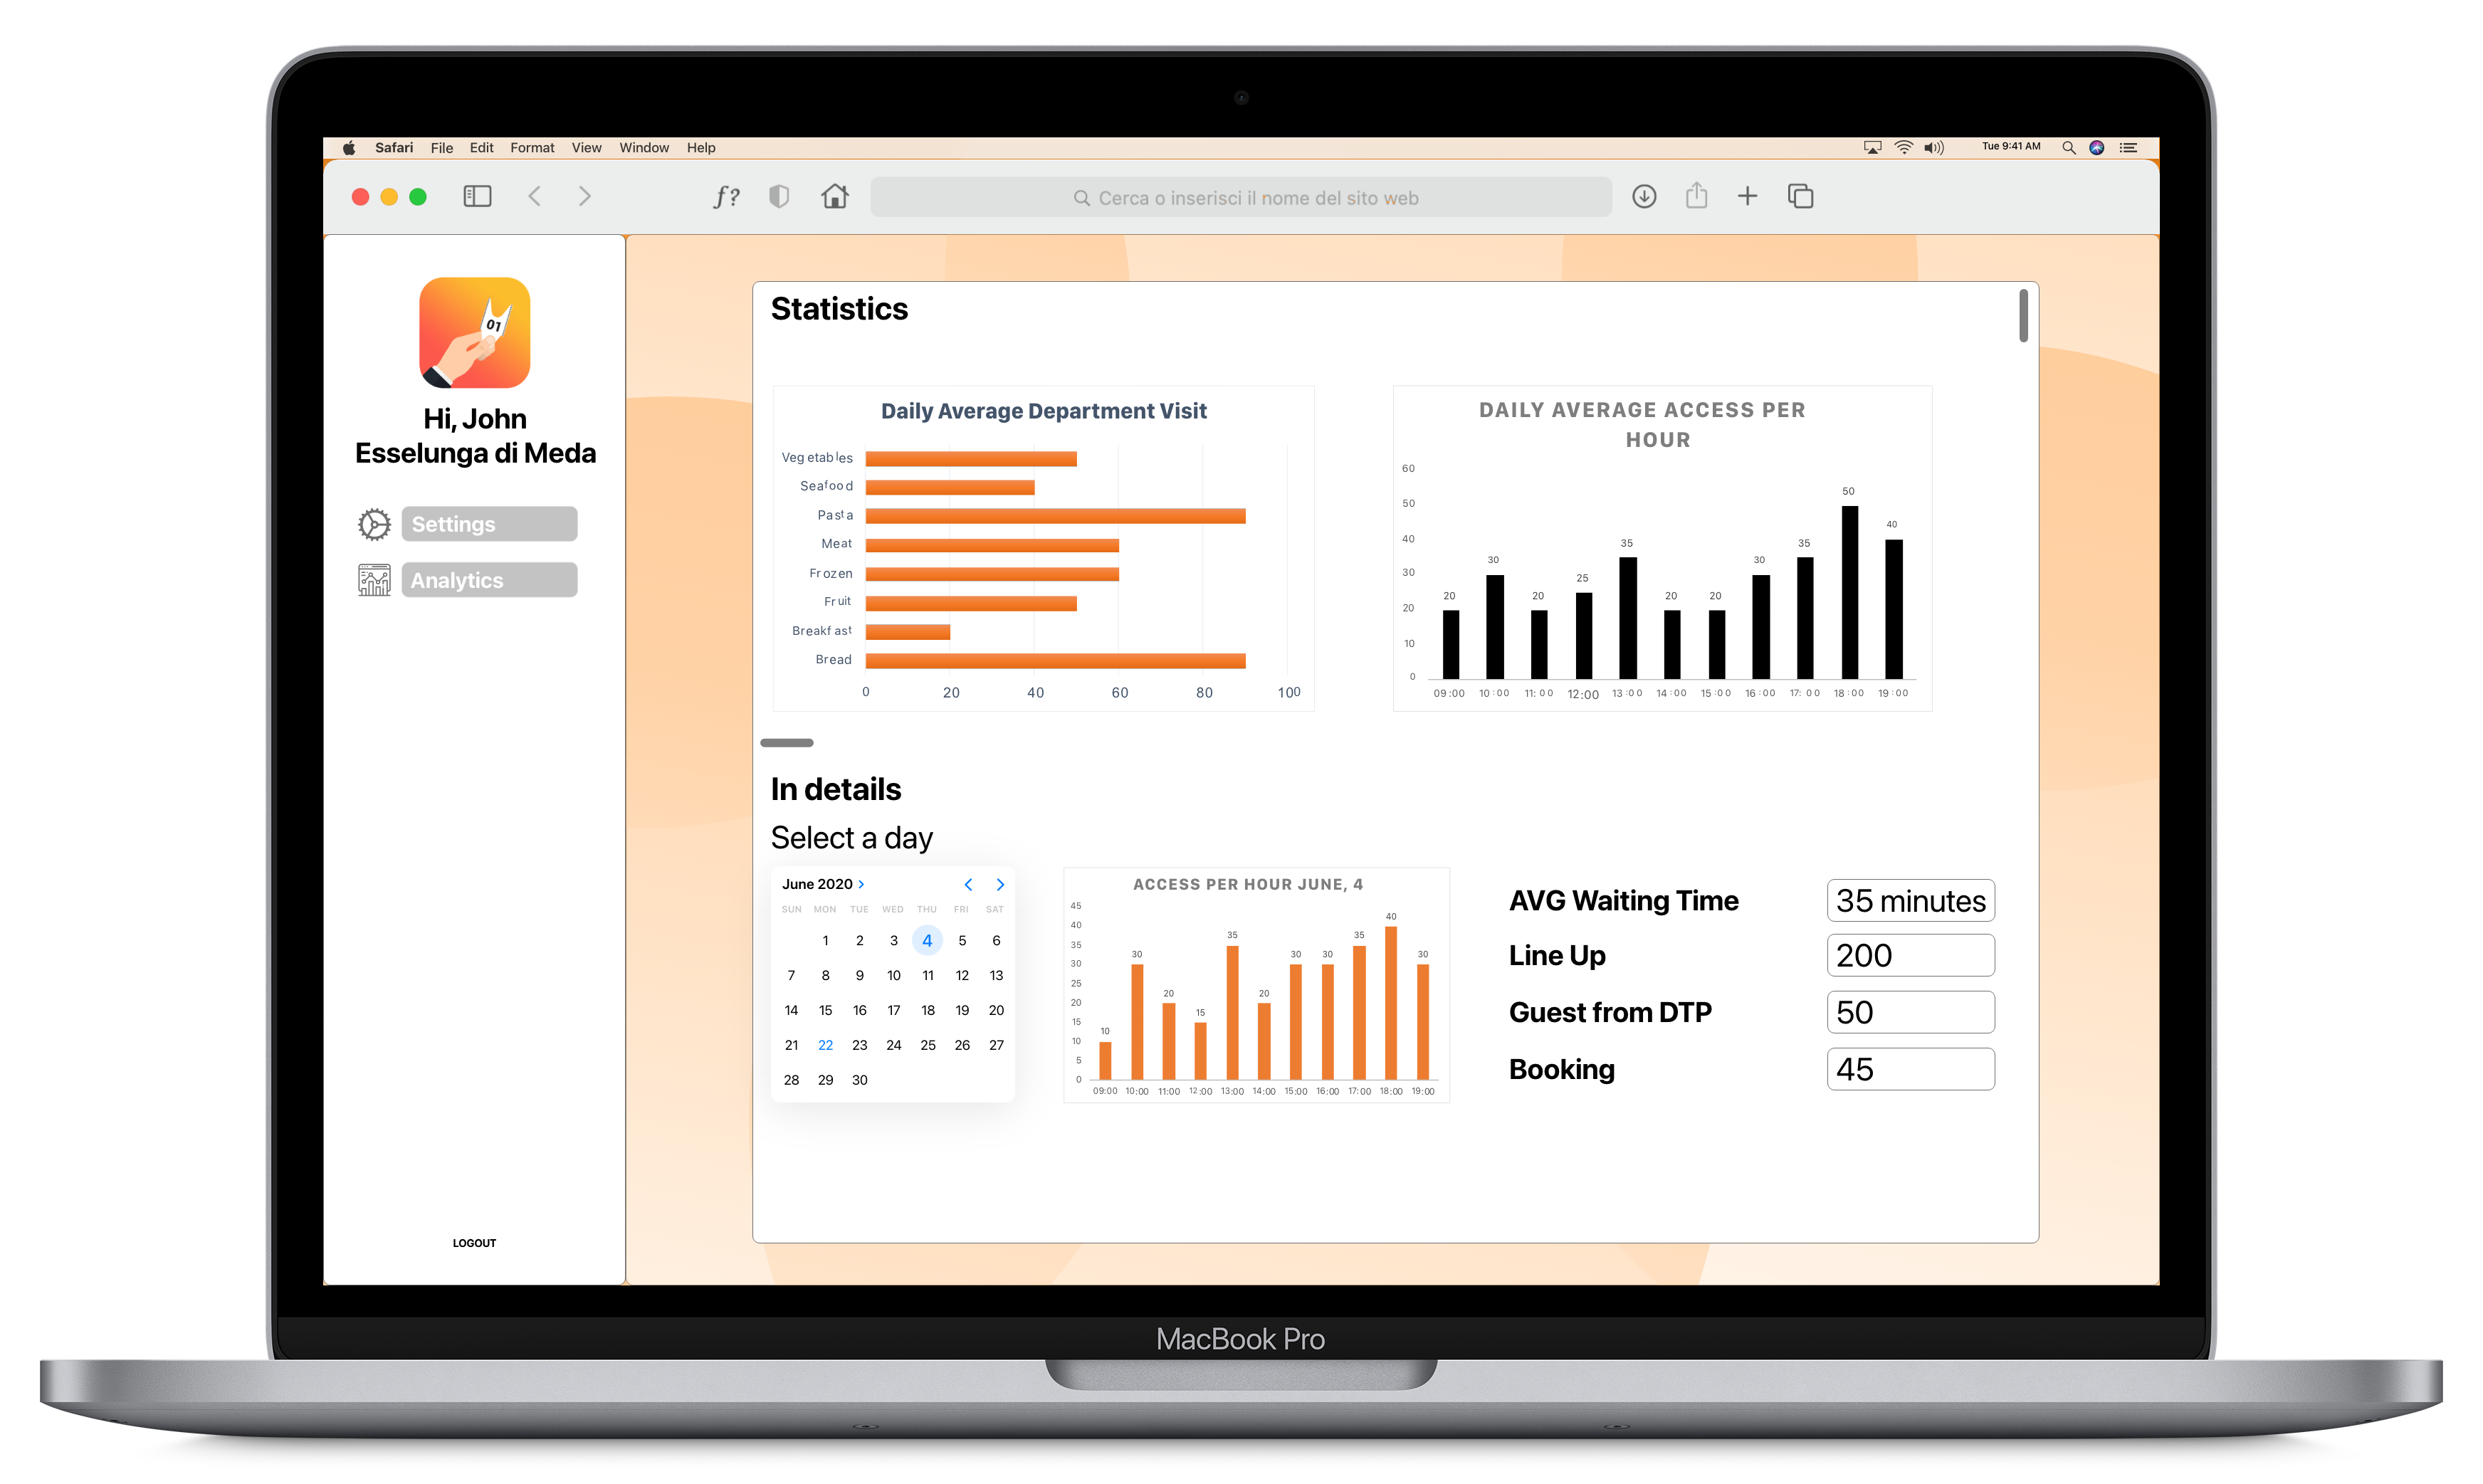 Safari File Edit Format View Window Help
Tue 9:41 AM
ƒ?
Cerca o inserisci il nome del sito web
01
Hi, John
Esselunga di Meda
Settings
Analytics
LOGOUT
Statistics
Daily Average Department Visit
Vegetables
Seafood
Pasta
Meat
Frozen
Fruit
Breakfast
Bread
0 20 40 60 80 100
DAILY AVERAGE ACCESS PER
HOUR
60
50
40
30
20
10
0
20 30 20 25 35 20 20 30 35 50 40
09:00 10:00 11:00 12:00 13:00 14:00 15:00 16:00 17:00 18:00 19:00
In details
Select a day
June 2020
SUN MON TUE WED THU FRI SAT
1 2 3 4 5 6
7 8 9 10 11 12 13
14 15 16 17 18 19 20
21 22 23 24 25 26 27
28 29 30
ACCESS PER HOUR JUNE, 4
45
40
35
30
25
20
15
10
5
0
10 30 20 15 35 20 30 30 35 40 30
09:00 10:00 11:00 12:00 13:00 14:00 15:00 16:00 17:00 18:00 19:00
AVG Waiting Time 35 minutes
Line Up 200
Guest from DTP 50
Booking 45
MacBook Pro